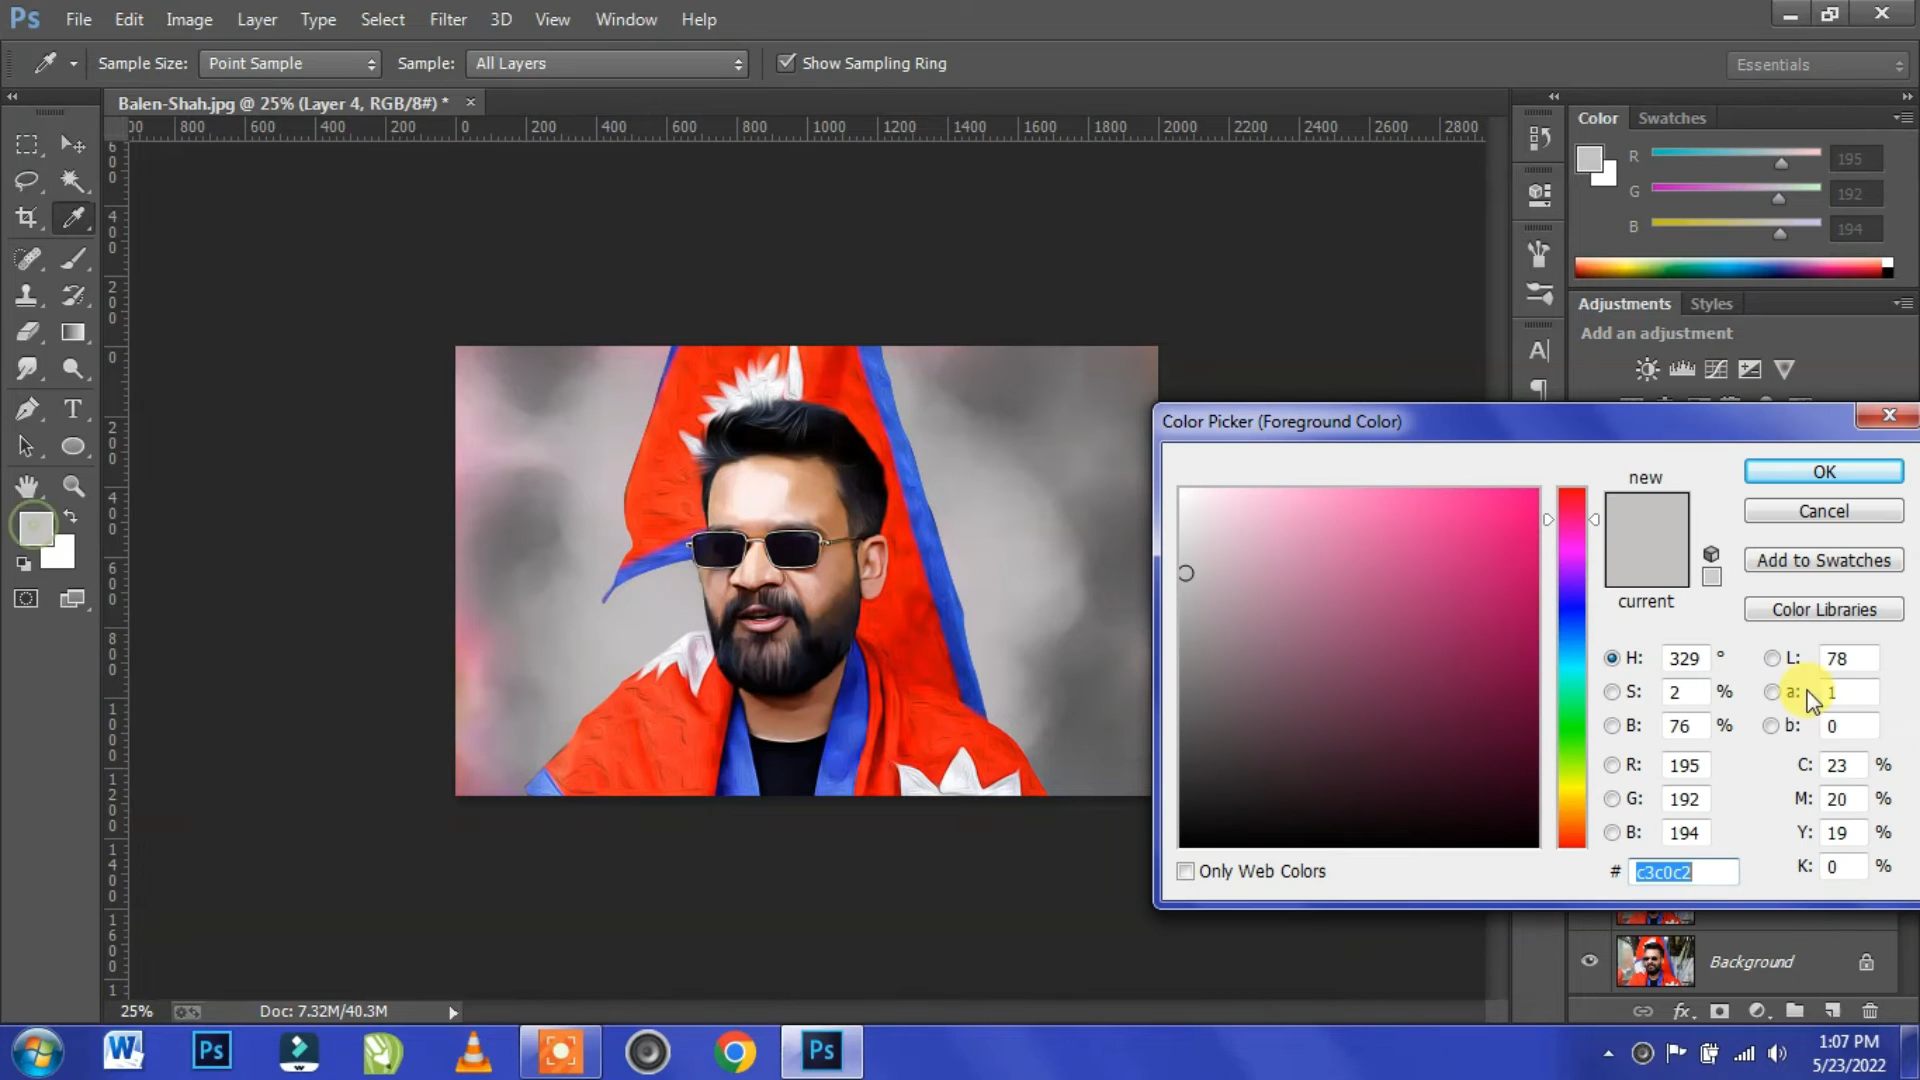 Ps File Edit Image Layer Type Select Filter 3D View Window Help
Sample Size: Point Sample Sample: All Layers Show Sampling Ring Essentials
Balen-Shah.jpg @ 25% (Layer 4, RGB/8#) * ×
800 600 400 200 0 200 400 600 800 1000 1200 1400 1600 1800 2000 2200 2400 2600 2800
Color Swatches
R 195
G 192
B 194
Adjustments Styles
Add an adjustment
Color Picker (Foreground Color)
new
current
OK
Cancel
Add to Swatches
Color Libraries
H: 329 ° L: 78
S: 2 % a: 1
B: 76 % b: 0
R: 195 C: 23 %
G: 192 M: 20 %
B: 194 Y: 19 %
Only Web Colors # c3c0c2 K: 0 %
Background
25% Doc: 7.32M/40.3M
fx
W Ps Ps
1:07 PM
5/23/2022